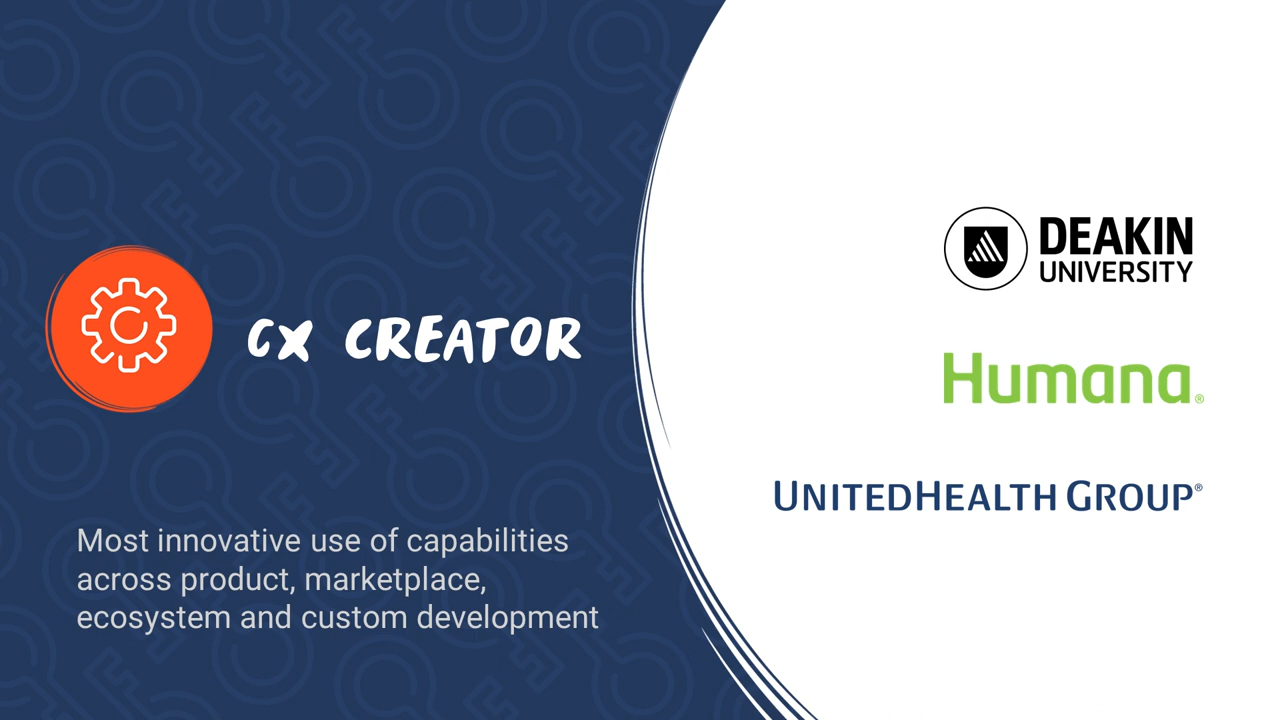 CX CREATOR
Most innovative use of capabilities
across product, marketplace,
ecosystem and custom development
DEAKIN
UNIVERSITY
Humana®
UNITEDHEALTH GROUP®